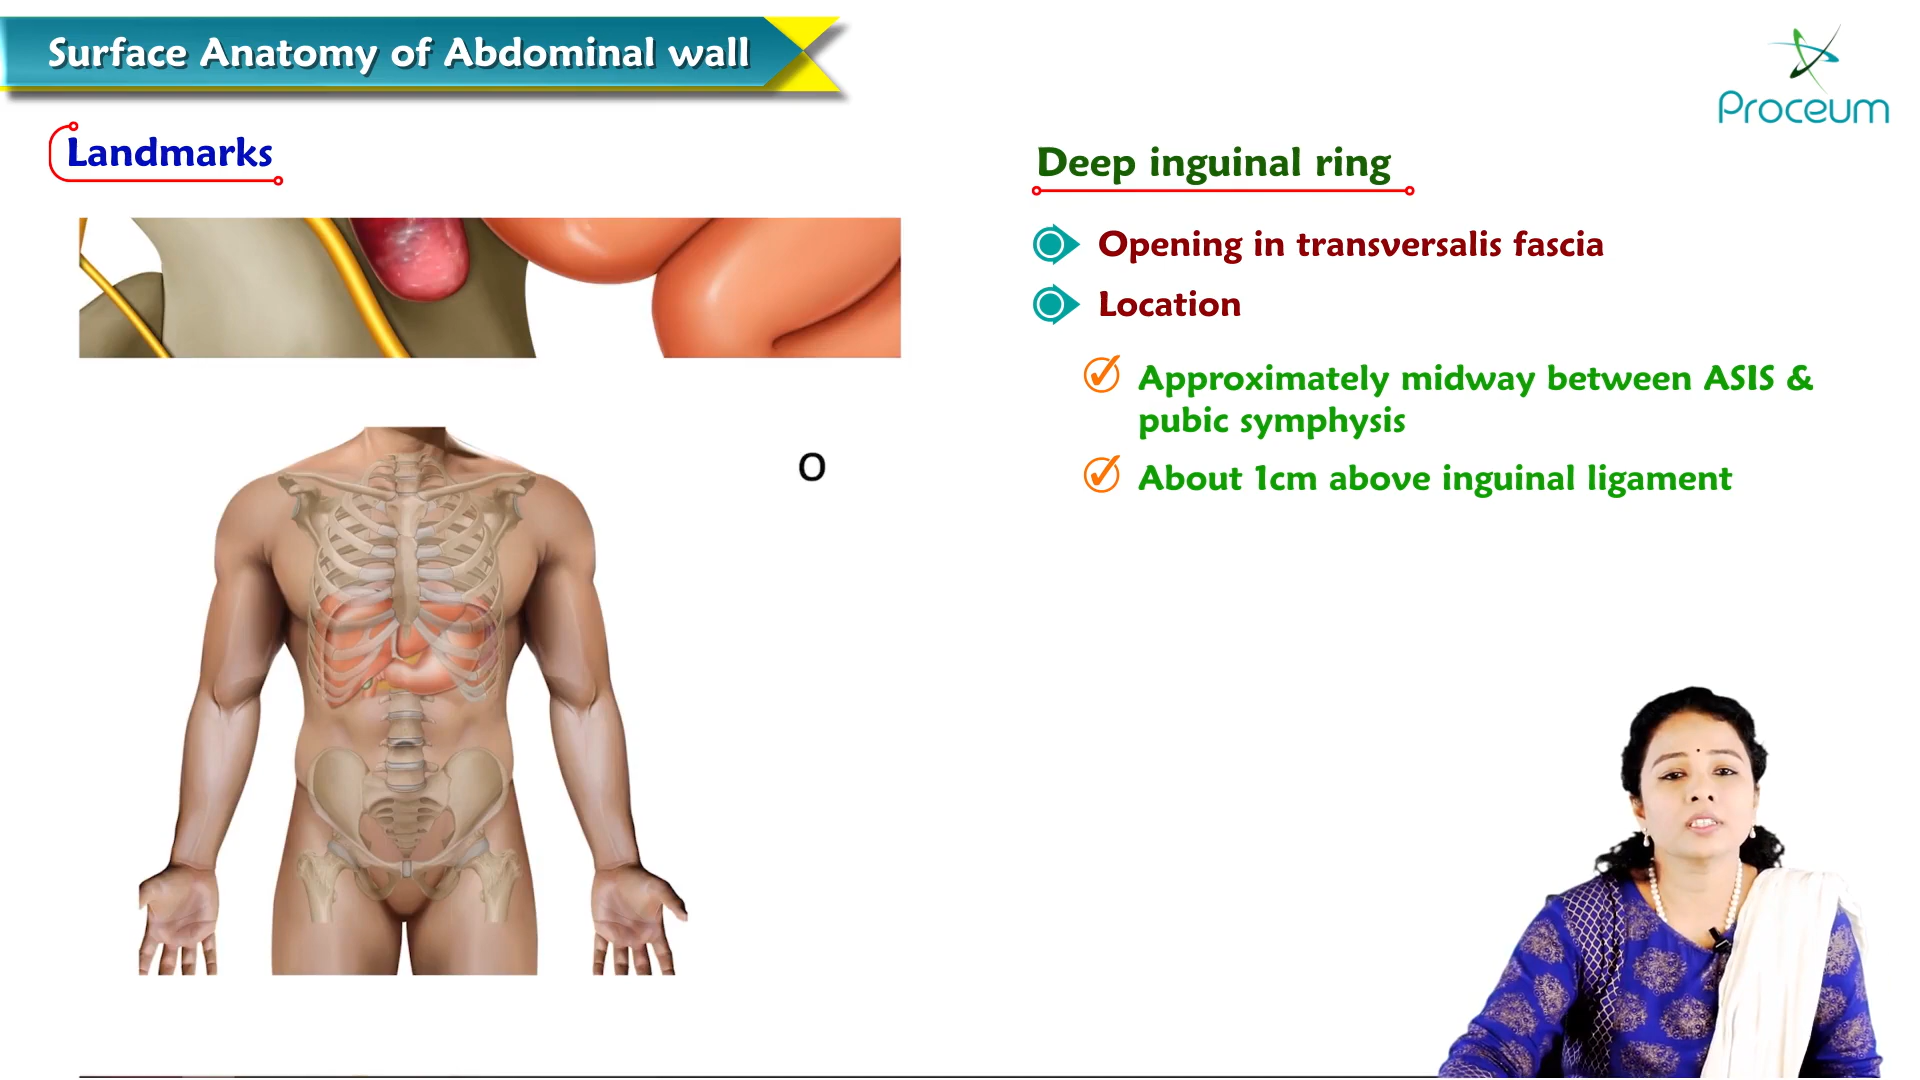 Surface Anatomy of Abdominal wall
Proceum
Landmarks
Deep inguinal ring
Opening in transversalis fascia
Location
Approximately midway between ASIS &
pubic symphysis
O
About 1cm above inguinal ligament